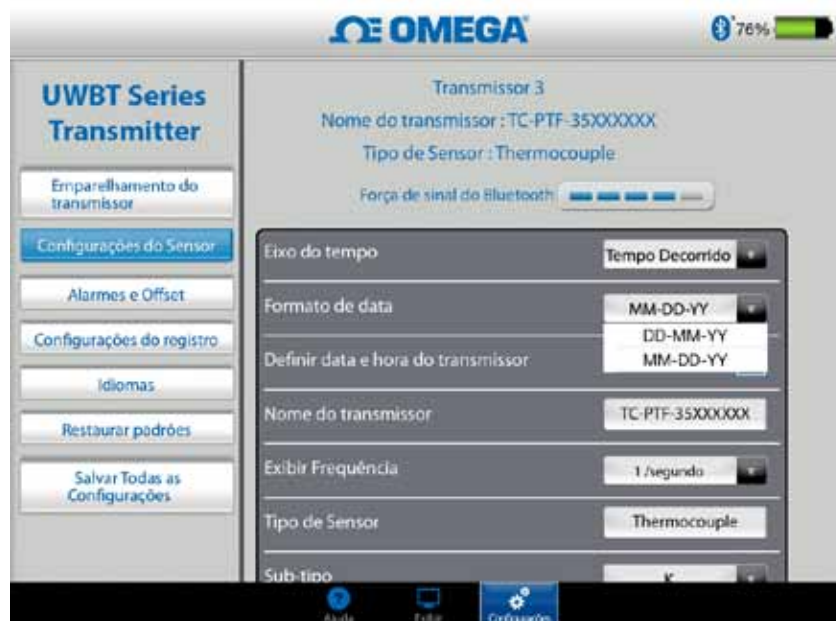 OMEGA
76%
UWBT Series
Transmitter
Emparelhamento do
transmissor
Configurações do Sensor
Alarmes e Offset
Configurações do registro
Idiomas
Restaurar padrões
Salvar Todas as
Configurações
Transmissor 3
Nome do transmissor : TC-PTF-35XXXXXX
Tipo de Sensor : Thermocouple
Força de sinal do Bluetooth
Eixo do tempo
Tempo Decorrido
Formato de data
MM-DD-YY
DD-MM-YY
MM-DD-YY
Definir data e hora do transmissor
Nome do transmissor
TC-PTF-35XXXXXX
Exibir Frequência
1 /segundo
Tipo de Sensor
Thermocouple
Sub-tipo
K
Ajuda
Exibir
Configurações